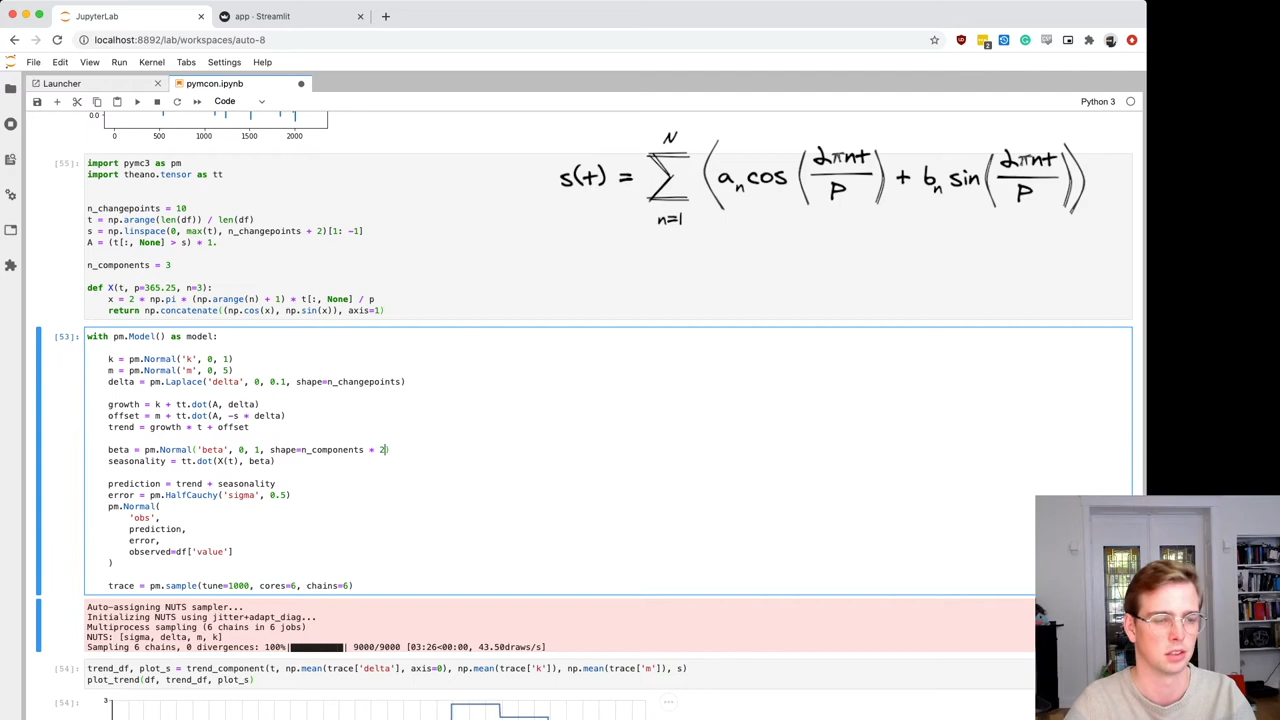 JupyterLab
app · Streamlit
localhost:8892/lab/workspaces/auto-8
2
File Edit View Run Kernel Tabs Settings Help
Launcher
pymcon.ipynb
Code
Python 3
0.0
0 500 1000 1500 2000
s(t) = N ∑ n=1 (aₙcos(2πnt/P) + bₙsin(2πnt/P))
[55]:
import pymc3 as pm
import theano.tensor as tt
n_changepoints = 10
t = np.arange(len(df)) / len(df)
s = np.linspace(0, max(t), n_changepoints + 2)[1: -1]
A = (t[:, None] > s) * 1.
n_components = 3
def X(t, p=365.25, n=3):
x = 2 * np.pi * (np.arange(n) + 1) * t[:, None] / p
return np.concatenate((np.cos(x), np.sin(x)), axis=1)
[53]:
with pm.Model() as model:
k = pm.Normal('k', 0, 1)
m = pm.Normal('m', 0, 5)
delta = pm.Laplace('delta', 0, 0.1, shape=n_changepoints)
growth = k + tt.dot(A, delta)
offset = m + tt.dot(A, -s * delta)
trend = growth * t + offset
beta = pm.Normal('beta', 0, 1, shape=n_components * 2)
seasonality = tt.dot(X(t), beta)
prediction = trend + seasonality
error = pm.HalfCauchy('sigma', 0.5)
pm.Normal(
'obs',
prediction,
error,
observed=df['value']
)
trace = pm.sample(tune=1000, cores=6, chains=6)
Auto-assigning NUTS sampler...
Initializing NUTS using jitter+adapt_diag...
Multiprocess sampling (6 chains in 6 jobs)
NUTS: [sigma, delta, m, k]
Sampling 6 chains, 0 divergences: 100%| | 9000/9000 [03:26<00:00, 43.50draws/s]
[54]:
trend_df, plot_s = trend_component(t, np.mean(trace['delta'], axis=0), np.mean(trace['k']), np.mean(trace['m']), s)
plot_trend(df, trend_df, plot_s)
[54]:
3